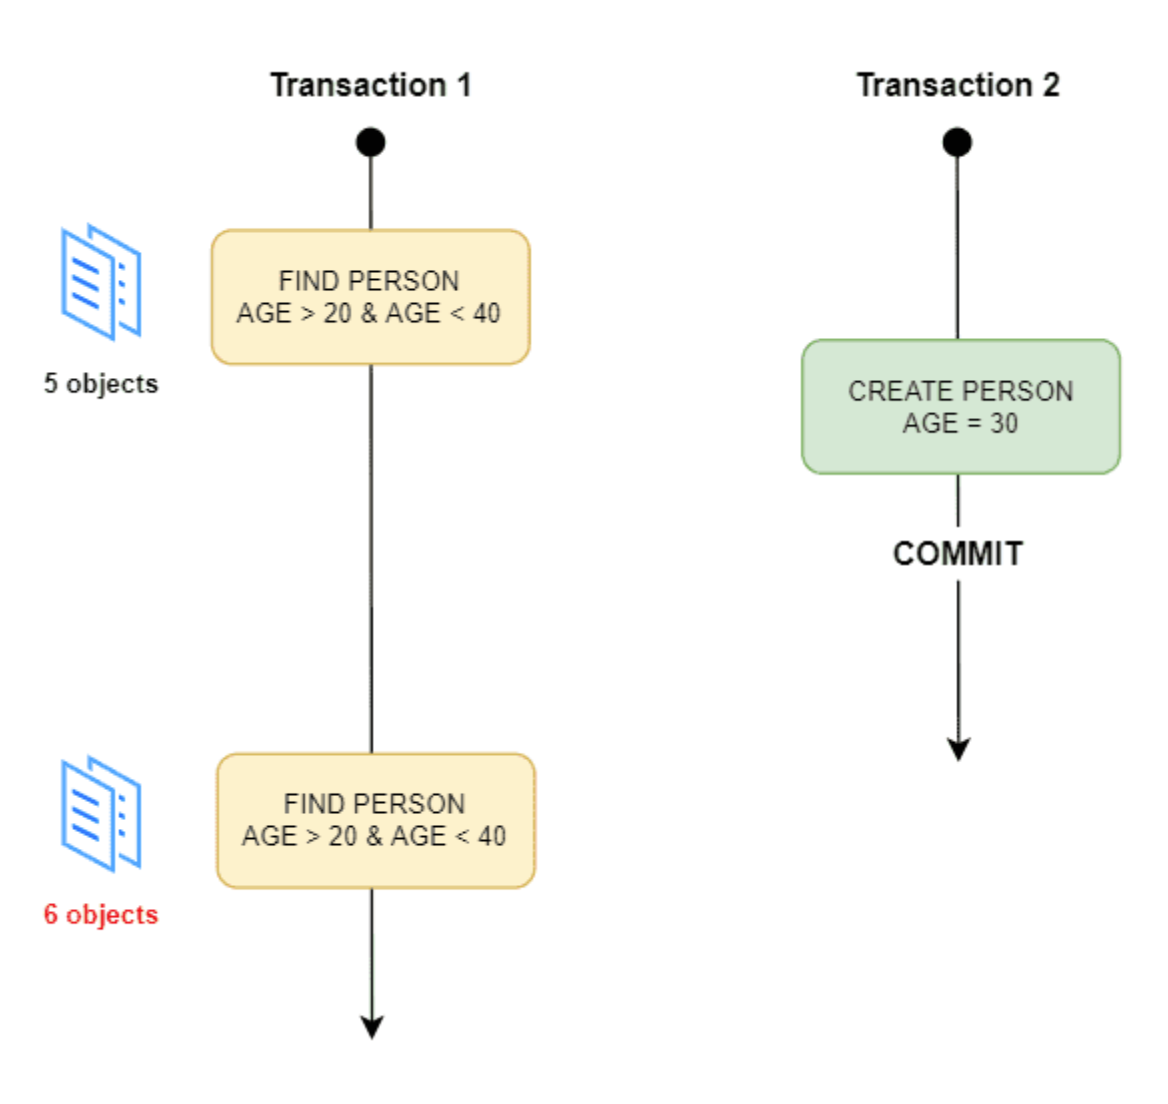 Transaction 1
Transaction 2
FIND PERSON
AGE > 20 & AGE < 40
5 objects
CREATE PERSON
AGE = 30
COMMIT
FIND PERSON
AGE > 20 & AGE < 40
6 objects